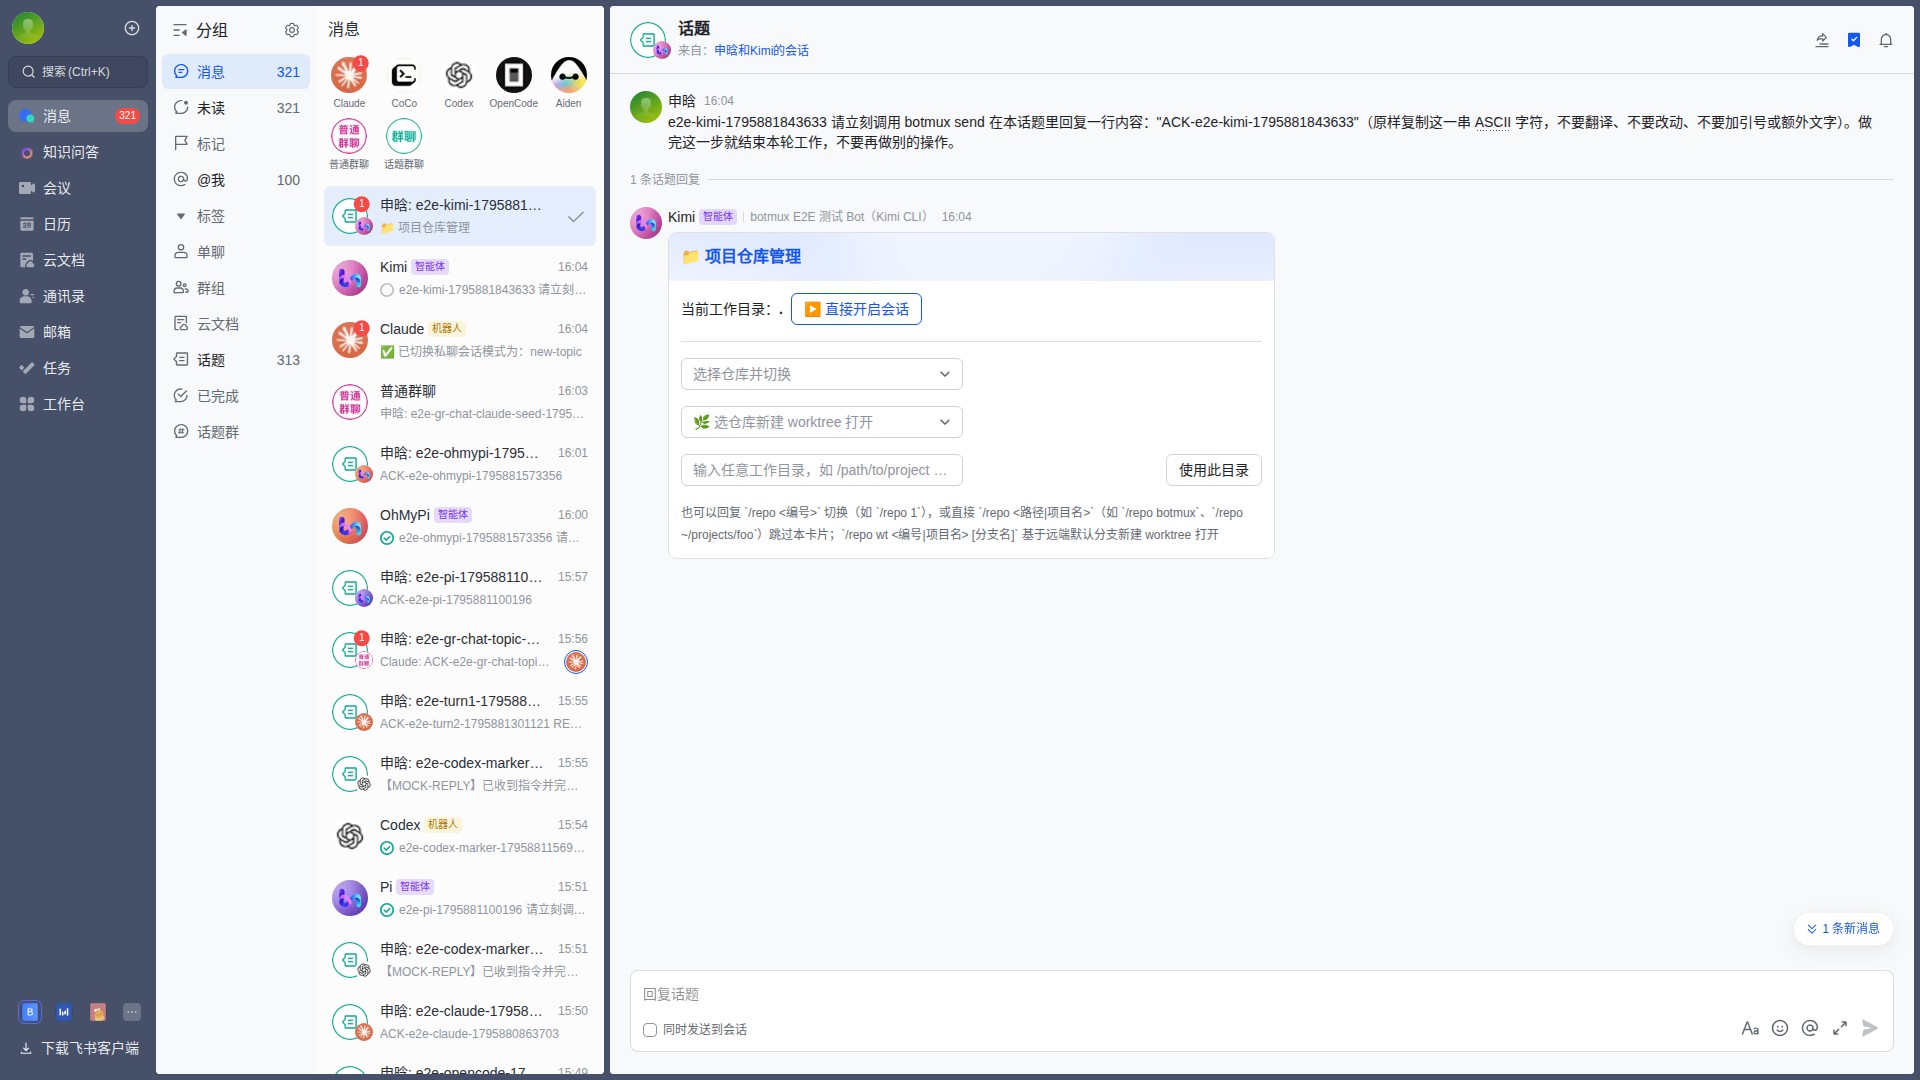 搜索 (Ctrl+K)
消息 321
知识问答
会议
日历
云文档
通讯录
邮箱
任务
工作台
下载飞书客户端
分组
消息 321
未读 321
标记
@我 100
标签
单聊
群组
云文档
话题 313
已完成
话题群
消息
1
Claude CoCo Codex OpenCode Aiden
普通群聊 群聊
普通群聊 话题群聊
1
申晗: e2e-kimi-1795881...
📁 项目仓库管理
Kimi 智能体 16:04
e2e-kimi-1795881843633 请立刻...
1
Claude 机器人 16:04
✅ 已切换私聊会话模式为：new-topic
普通群聊
普通群聊 16:03
申晗: e2e-gr-chat-claude-seed-1795...
申晗: e2e-ohmypi-1795... 16:01
ACK-e2e-ohmypi-1795881573356
OhMyPi 智能体 16:00
e2e-ohmypi-1795881573356 请...
申晗: e2e-pi-179588110... 15:57
ACK-e2e-pi-1795881100196
1
申晗: e2e-gr-chat-topic-... 15:56
Claude: ACK-e2e-gr-chat-topi...
申晗: e2e-turn1-179588... 15:55
ACK-e2e-turn2-1795881301121 RE...
申晗: e2e-codex-marker... 15:55
【MOCK-REPLY】已收到指令并完...
Codex 机器人 15:54
e2e-codex-marker-17958811569...
Pi 智能体 15:51
e2e-pi-1795881100196 请立刻调...
申晗: e2e-codex-marker... 15:51
【MOCK-REPLY】已收到指令并完...
申晗: e2e-claude-17958... 15:50
ACK-e2e-claude-1795880863703
申晗: e2e-opencode-17... 15:49
话题
来自：申晗和Kimi的会话
申晗 16:04
e2e-kimi-1795881843633 请立刻调用 botmux send 在本话题里回复一行内容："ACK-e2e-kimi-1795881843633"（原样复制这一串 ASCII 字符，不要翻译、不要改动、不要加引号或额外文字）。做
完这一步就结束本轮工作，不要再做别的操作。
1 条话题回复
Kimi 智能体 botmux E2E 测试 Bot（Kimi CLI） 16:04
📁 项目仓库管理
当前工作目录：. ▶️ 直接开启会话
选择仓库并切换
🌿 选仓库新建 worktree 打开
输入任意工作目录，如 /path/to/project ... 使用此目录
也可以回复 `/repo <编号>` 切换（如 `/repo 1`），或直接 `/repo <路径|项目名>`（如 `/repo botmux`、`/repo
~/projects/foo`）跳过本卡片；`/repo wt <编号|项目名> [分支名]` 基于远端默认分支新建 worktree 打开
1 条新消息
回复话题
同时发送到会话